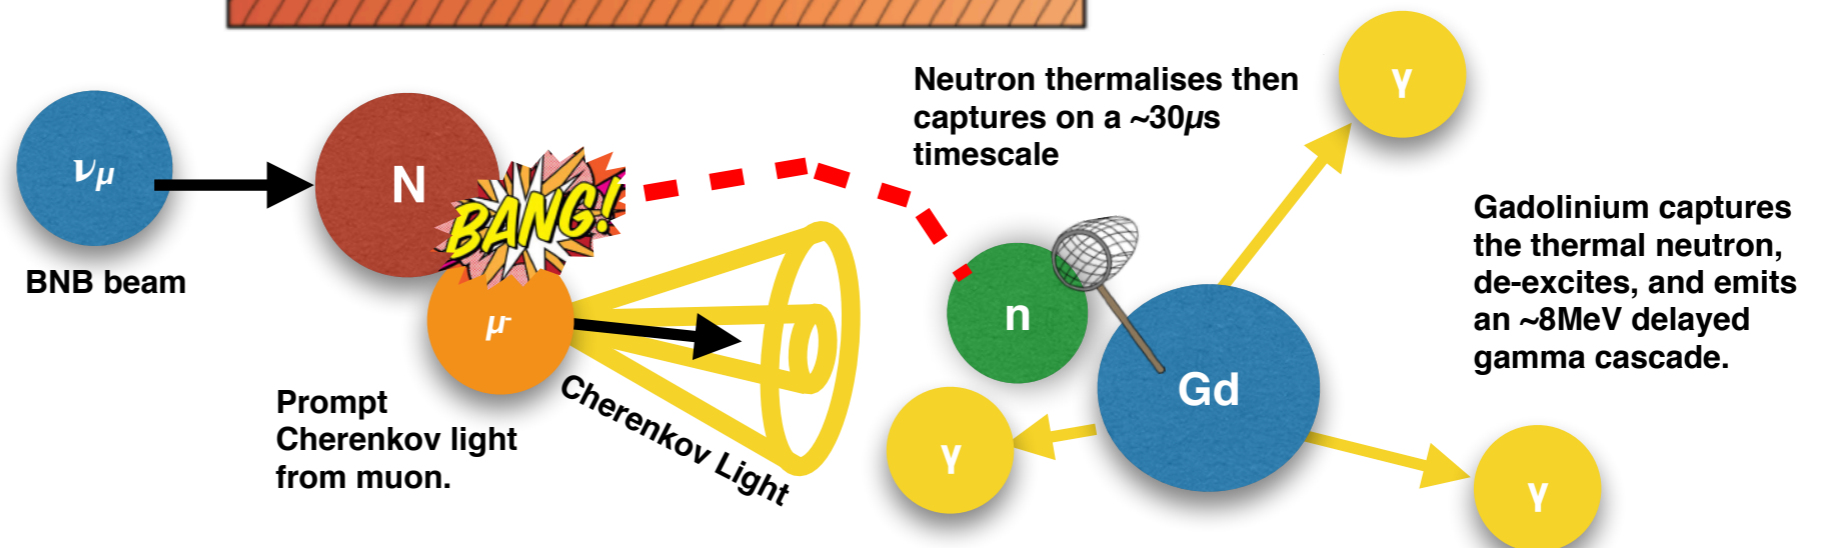 Neutron thermalises then
captures on a ~30μs
timescale
γ
νμ
N
BANG!
BNB beam
μ-
Prompt
Cherenkov light
from muon.
Cherenkov Light
n
Gd
γ
γ
Gadolinium captures
the thermal neutron,
de-excites, and emits
an ~8MeV delayed
gamma cascade.